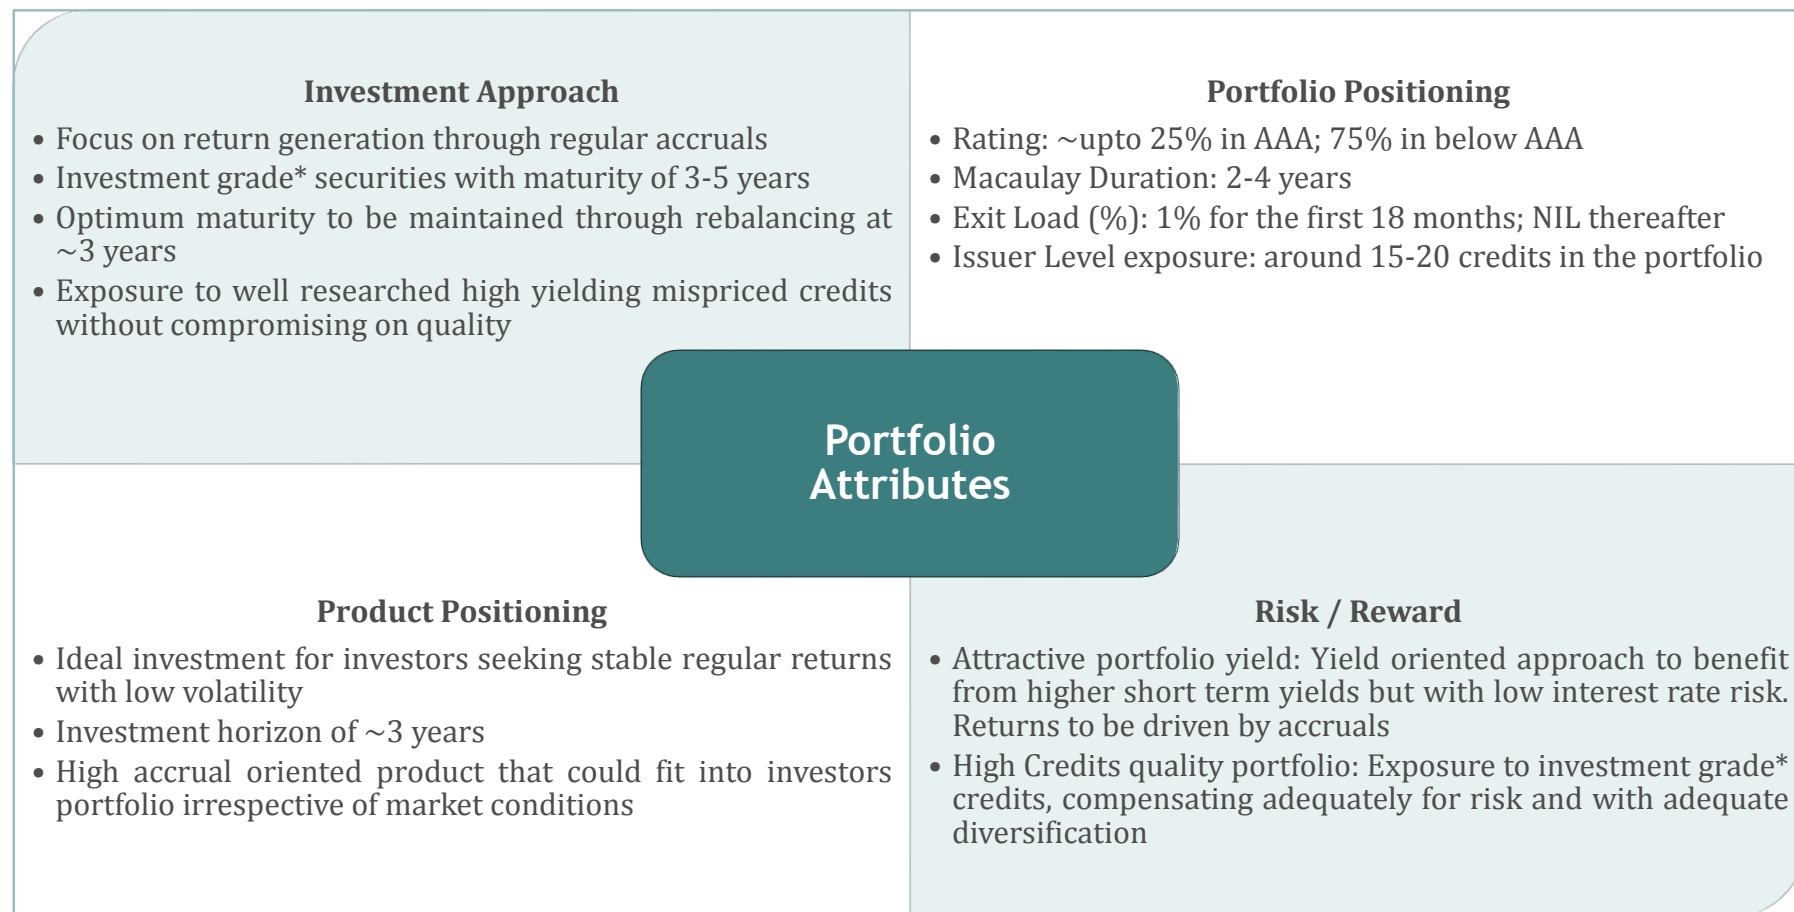 Investment Approach
• Focus on return generation through regular accruals
• Investment grade* securities with maturity of 3-5 years
• Optimum maturity to be maintained through rebalancing at
~3 years
• Exposure to well researched high yielding mispriced credits
without compromising on quality
Portfolio Positioning
• Rating: ~upto 25% in AAA; 75% in below AAA
• Macaulay Duration: 2-4 years
• Exit Load (%): 1% for the first 18 months; NIL thereafter
• Issuer Level exposure: around 15-20 credits in the portfolio
Portfolio
Attributes
Product Positioning
• Ideal investment for investors seeking stable regular returns
with low volatility
• Investment horizon of ~3 years
• High accrual oriented product that could fit into investors
portfolio irrespective of market conditions
Risk / Reward
• Attractive portfolio yield: Yield oriented approach to benefit
from higher short term yields but with low interest rate risk.
Returns to be driven by accruals
• High Credits quality portfolio: Exposure to investment grade*
credits, compensating adequately for risk and with adequate
diversification